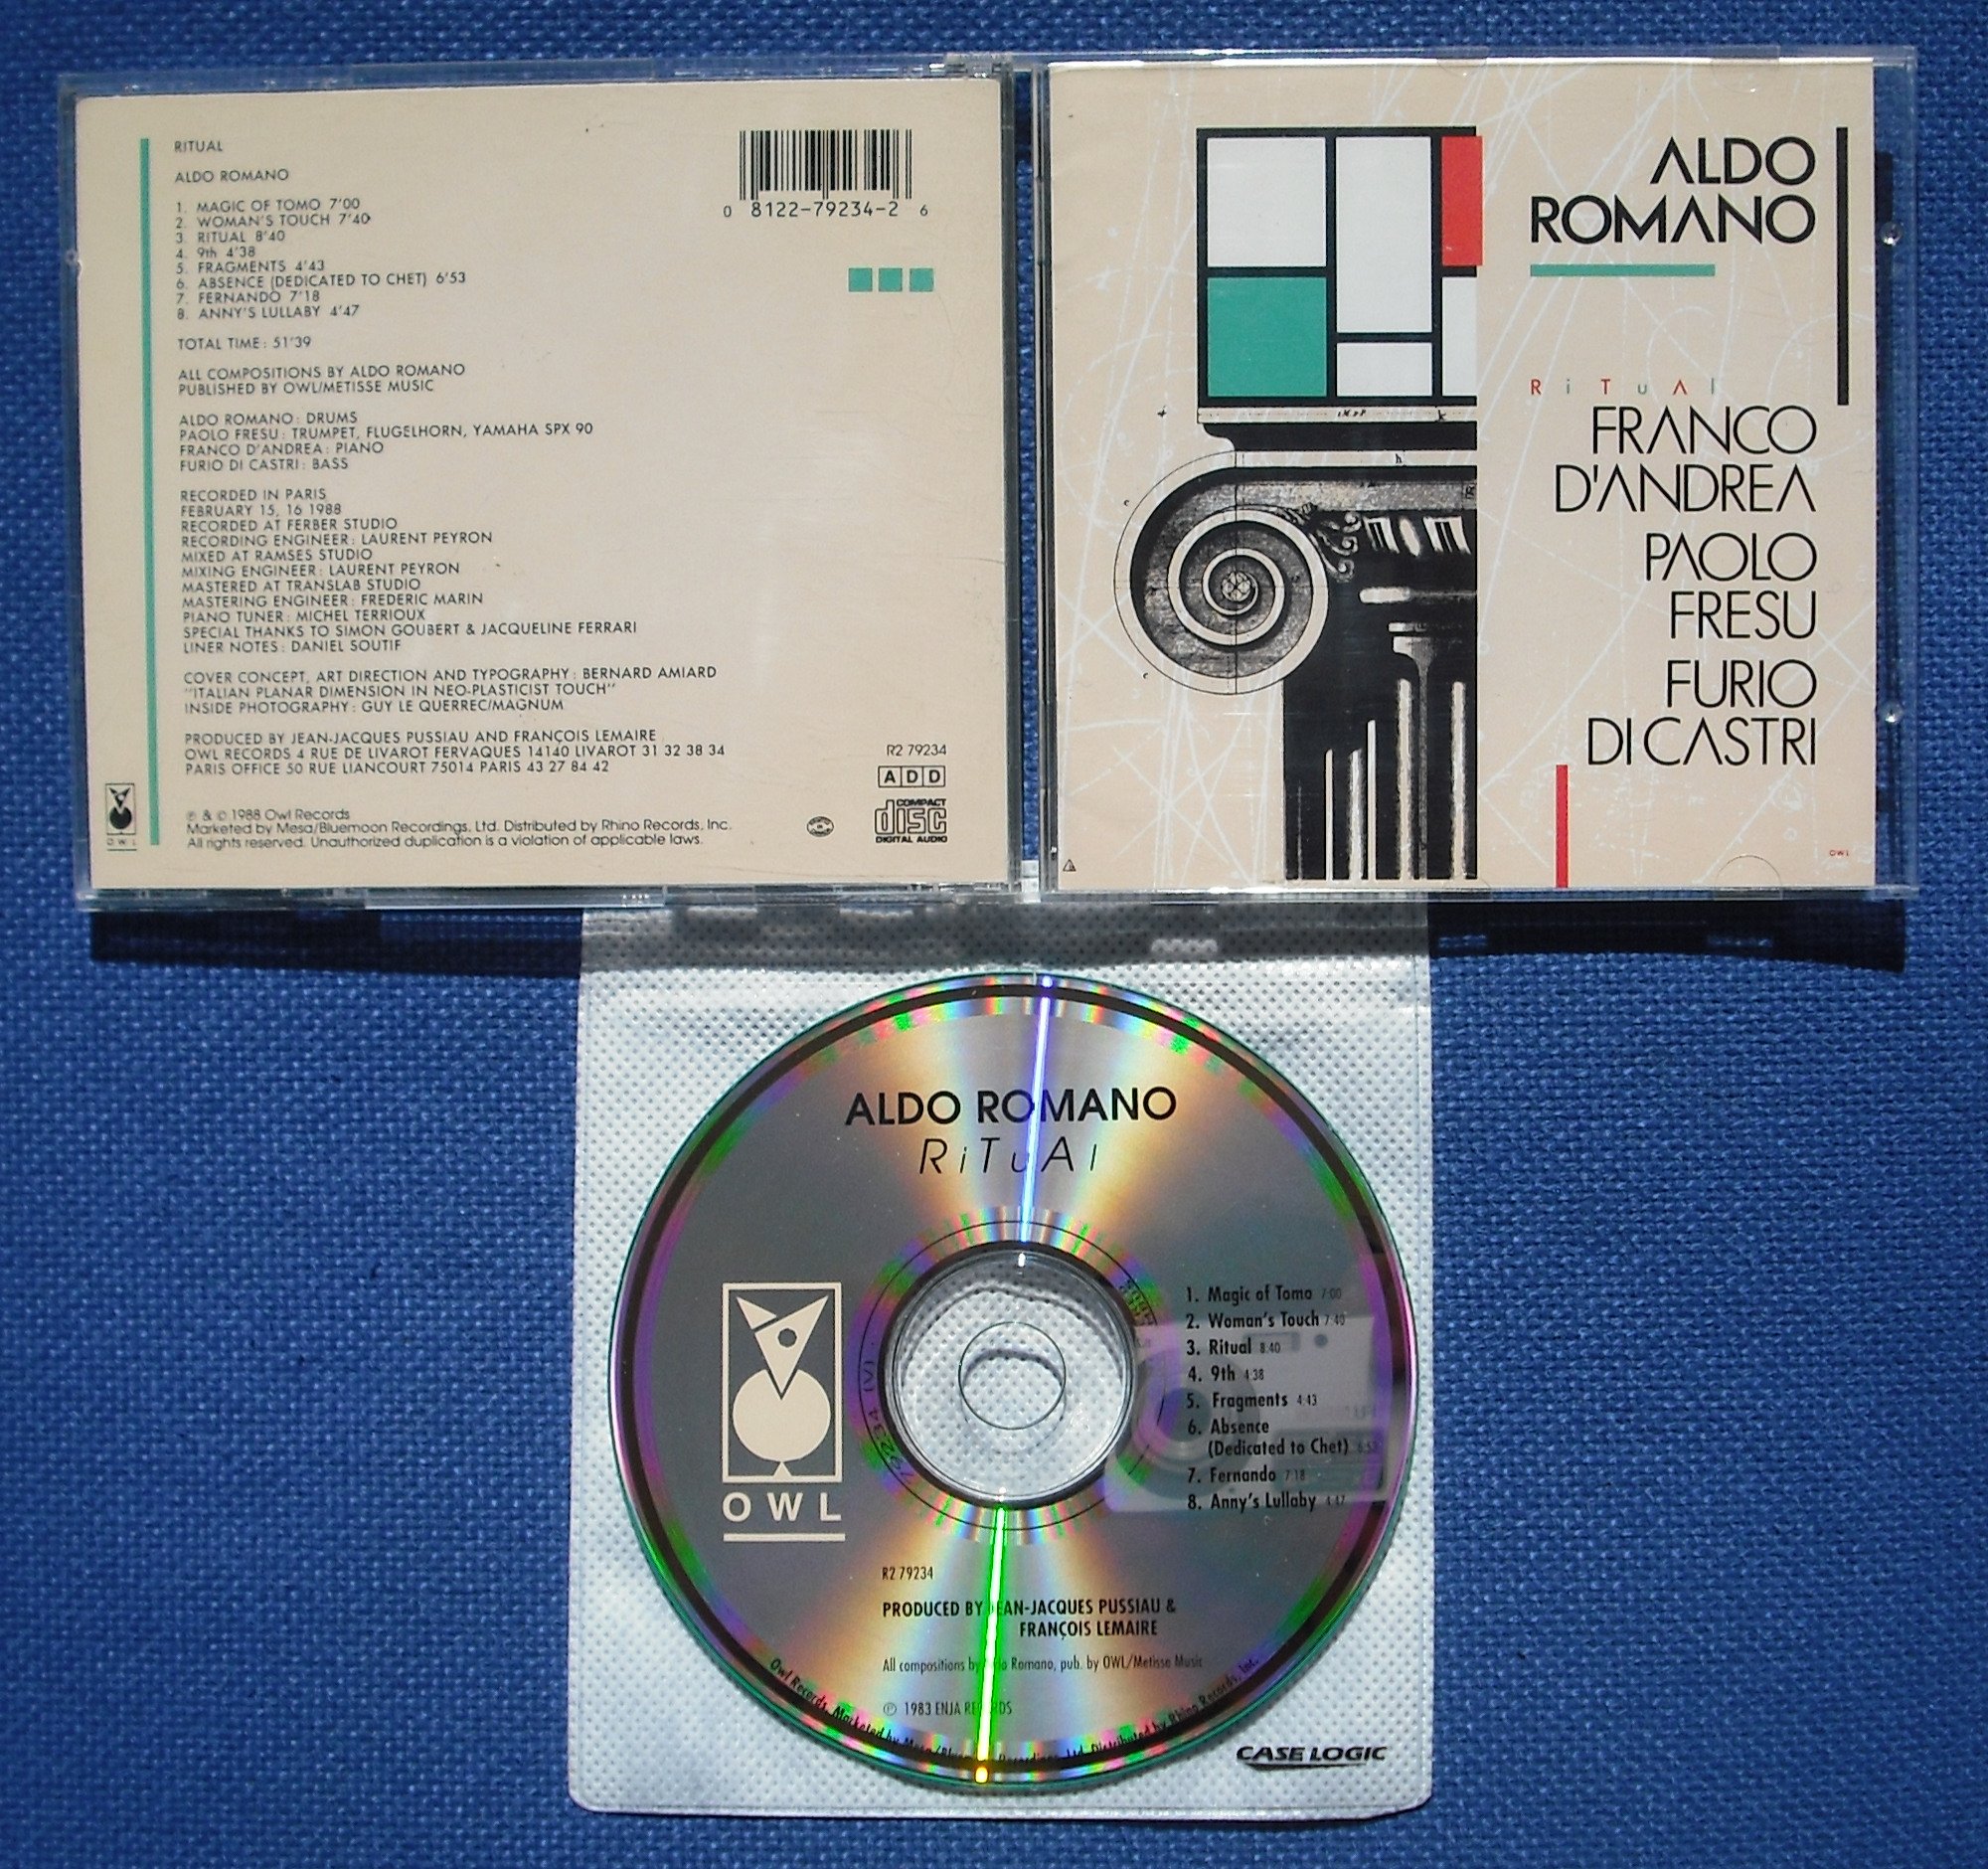 RITUAL
ALDO ROMANO
1. MAGIC OF TOMO 7'00
2. WOMAN'S TOUCH 7'40
3. RITUAL 8'40
4. 9th 4'38
5. FRAGMENTS 4'43
6. ABSENCE (DEDICATED TO CHET) 6'53
7. FERNANDO 7'18
8. ANNY'S LULLABY 4'47
TOTAL TIME : 51'39
ALL COMPOSITIONS BY ALDO ROMANO
PUBLISHED BY OWL/METISSE MUSIC
ALDO ROMANO : DRUMS
PAOLO FRESU : TRUMPET, FLUGELHORN, YAMAHA SPX 90
FRANCO D'ANDREA : PIANO
FURIO DI CASTRI : BASS
RECORDED IN PARIS
FEBRUARY 15, 16 1988
RECORDED AT FERBER STUDIO
RECORDING ENGINEER : LAURENT PEYRON
MIXED AT RAMSES STUDIO
MIXING ENGINEER : LAURENT PEYRON
MASTERED AT TRANSLAB STUDIO
MASTERING ENGINEER : FREDERIC MARIN
PIANO TUNER : MICHEL TERRIOUX
SPECIAL THANKS TO SIMON GOUBERT & JACQUELINE FERRARI
LINER NOTES : DANIEL SOUTIF
COVER CONCEPT, ART DIRECTION AND TYPOGRAPHY : BERNARD AMIARD
"ITALIAN PLANAR DIMENSION IN NEO-PLASTICIST TOUCH"
INSIDE PHOTOGRAPHY : GUY LE QUERREC/MAGNUM
PRODUCED BY JEAN-JACQUES PUSSIAU AND FRANÇOIS LEMAIRE
OWL RECORDS 4 RUE DE LIVAROT FERVAQUES 14140 LIVAROT 31 32 38 34
PARIS OFFICE 50 RUE LIANCOURT 75014 PARIS 43 27 84 42
℗ & © 1988 Owl Records
Marketed by Mesa/Bluemoon Recordings, Ltd. Distributed by Rhino Records, Inc.
All rights reserved. Unauthorized duplication is a violation of applicable laws.
OWL
0 8122-79234-2 6
R2 79234
ADD
COMPACT
disc
DIGITAL AUDIO
ALDO
ROMANO
RiTuAl
FRANCO
D'ANDREA
PAOLO
FRESU
FURIO
DI CASTRI
OWL
ALDO ROMANO
RiTuAl
OWL
1. Magic of Tomo 7:00
2. Woman's Touch 7:40
3. Ritual 8:40
4. 9th 4:38
5. Fragments 4:43
6. Absence
(Dedicated to Chet) 6:53
7. Fernando 7:18
8. Anny's Lullaby 4:47
R2 79234
PRODUCED BY JEAN-JACQUES PUSSIAU &
FRANÇOIS LEMAIRE
All compositions by Aldo Romano, pub. by OWL/Metisse Music
℗ 1983 ENJA RECORDS
Owl Records. Marketed by Mesa/Bluemoon Recordings, Ltd. Distributed by Rhino Records, Inc.
CASE LOGIC